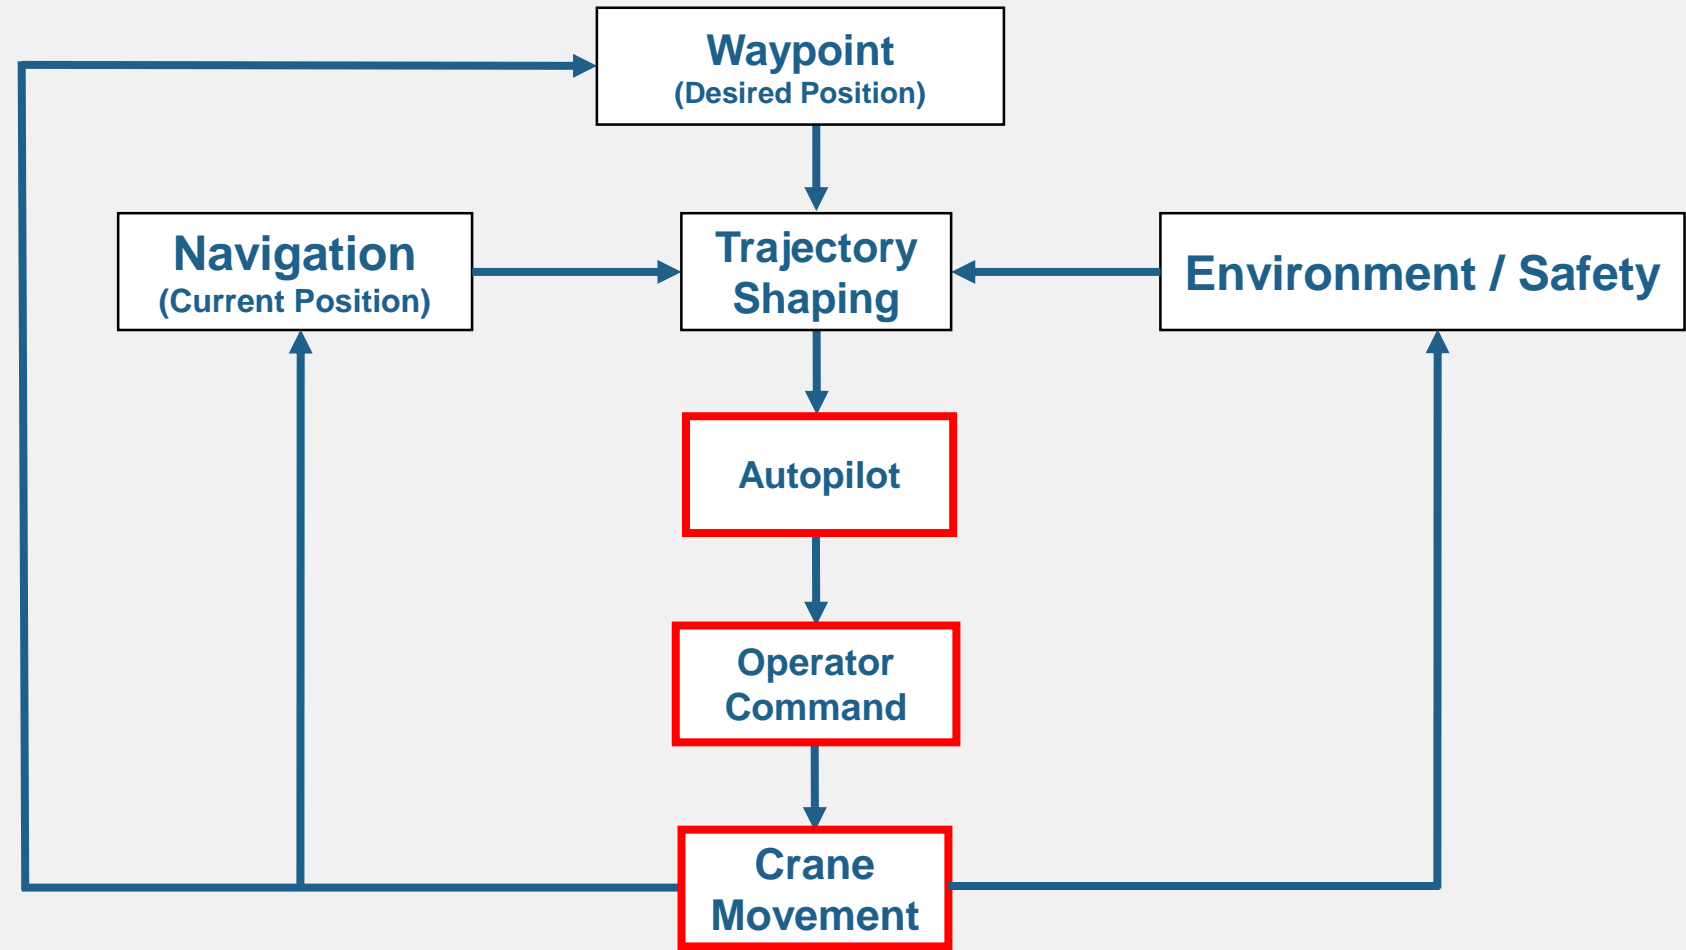 Waypoint
(Desired Position)
Navigation
(Current Position)
Trajectory
Shaping
Environment / Safety
Autopilot
Operator
Command
Crane
Movement